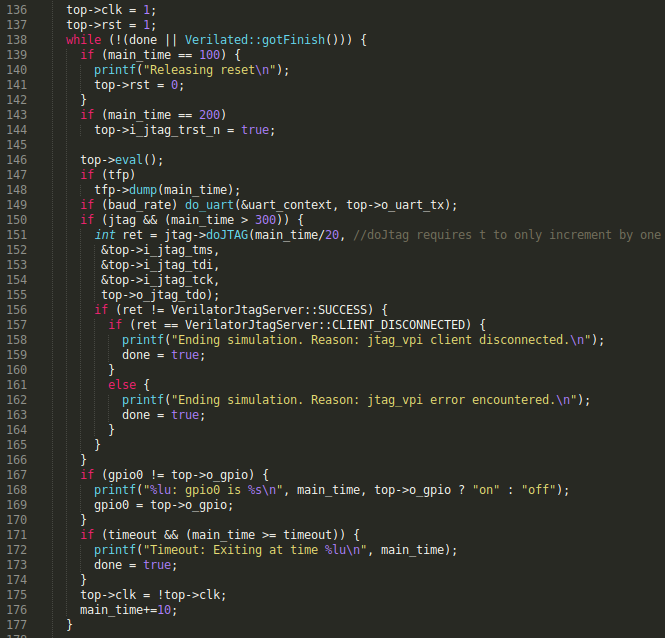 136 top->clk = 1;
137 top->rst = 1;
138 while (!(done || Verilated::gotFinish())) {
139 if (main_time == 100) {
140 printf("Releasing reset\n");
141 top->rst = 0;
142 }
143 if (main_time == 200)
144 top->i_jtag_trst_n = true;
145
146 top->eval();
147 if (tfp)
148 tfp->dump(main_time);
149 if (baud_rate) do_uart(&uart_context, top->o_uart_tx);
150 if (jtag && (main_time > 300)) {
151 int ret = jtag->doJTAG(main_time/20, //doJtag requires t to only increment by one
152 &top->i_jtag_tms,
153 &top->i_jtag_tdi,
154 &top->i_jtag_tck,
155 top->o_jtag_tdo);
156 if (ret != VerilatorJtagServer::SUCCESS) {
157 if (ret == VerilatorJtagServer::CLIENT_DISCONNECTED) {
158 printf("Ending simulation. Reason: jtag_vpi client disconnected.\n");
159 done = true;
160 }
161 else {
162 printf("Ending simulation. Reason: jtag_vpi error encountered.\n");
163 done = true;
164 }
165 }
166 }
167 if (gpio0 != top->o_gpio) {
168 printf("%lu: gpio0 is %s\n", main_time, top->o_gpio ? "on" : "off");
169 gpio0 = top->o_gpio;
170 }
171 if (timeout && (main_time >= timeout)) {
172 printf("Timeout: Exiting at time %lu\n", main_time);
173 done = true;
174 }
175 top->clk = !top->clk;
176 main_time+=10;
177 }